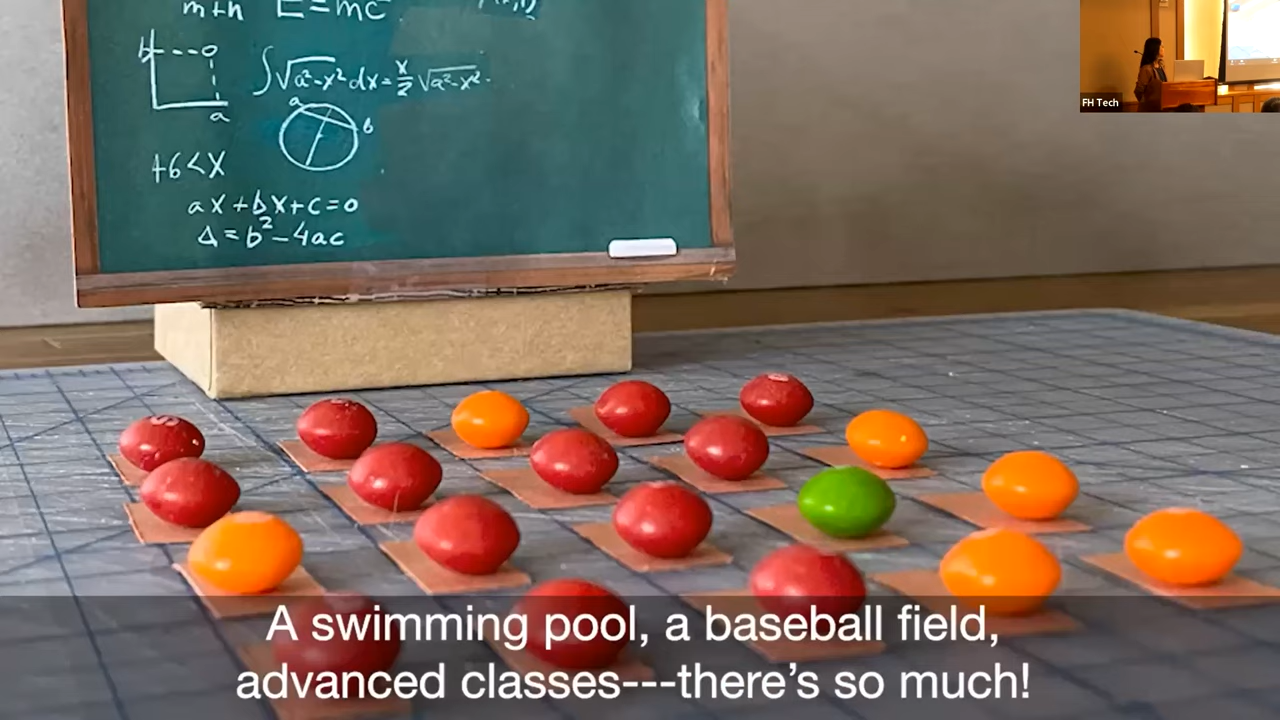 m+n E=mc
b
a
∫√a²-x² dx = x/2 √a²-x² -
a
b
+6<X
ax+bx+c=0
Δ=b²-4ac
FH Tech
A swimming pool, a baseball field,
advanced classes---there's so much!